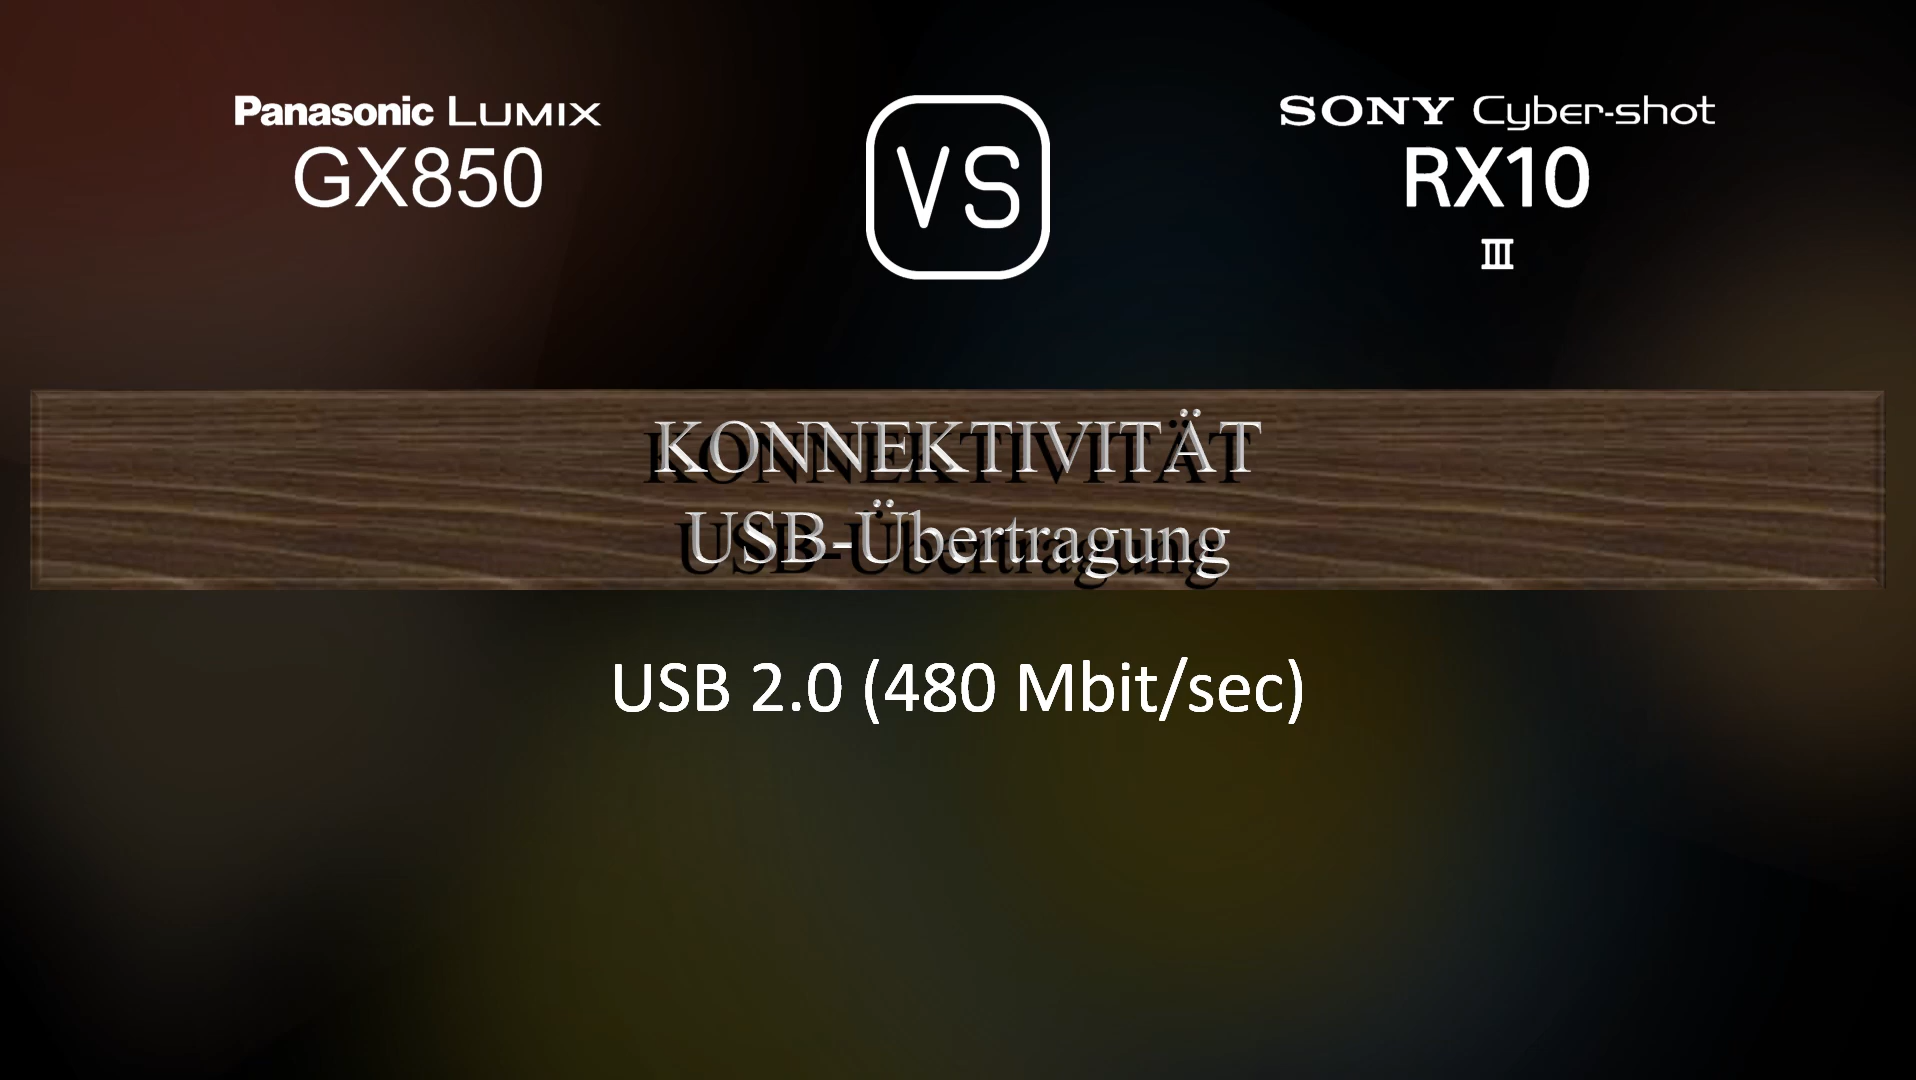 Panasonic LUMIX
GX850
VS
SONY Cyber-shot
RX10
III
KONNEKTIVITÄT
USB-Übertragung
USB 2.0 (480 Mbit/sec)